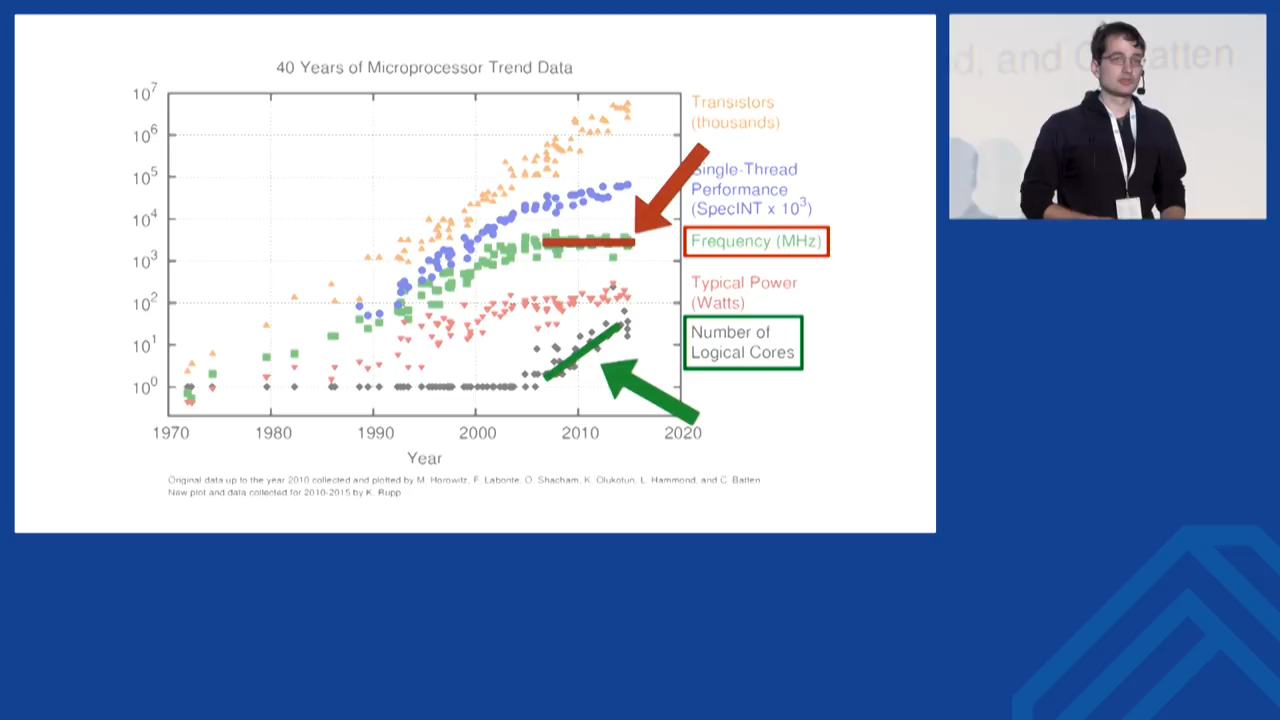 40 Years of Microprocessor Trend Data
10^7
10^6
10^5
10^4
10^3
10^2
10^1
10^0
1970 1980 1990 2000 2010 2020
Year
Transistors
(thousands)
Single-Thread
Performance
(SpecINT x 10^3)
Frequency (MHz)
Typical Power
(Watts)
Number of
Logical Cores
Original data up to the year 2010 collected and plotted by M. Horowitz, F. Labonte, O. Shacham, K. Olukotun, L. Hammond, and C. Batten
New plot and data collected for 2010-2015 by K. Rupp
d, and C. Batten